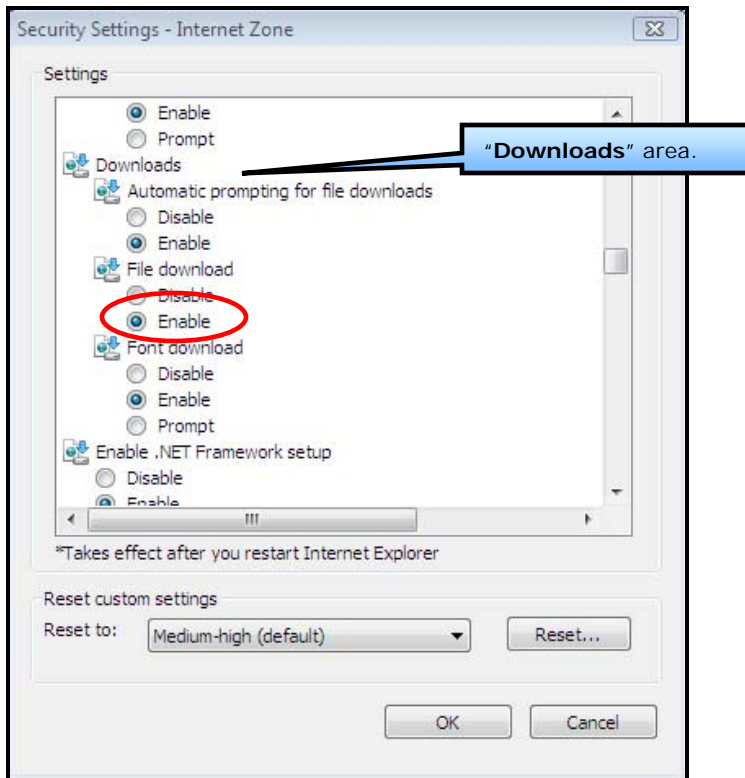 Security Settings - Internet Zone
Settings
Enable
Prompt
"Downloads" area.
Downloads
Automatic prompting for file downloads
Disable
Enable
File download
Disable
Enable
Font download
Disable
Enable
Prompt
Enable .NET Framework setup
Disable
Enable
*Takes effect after you restart Internet Explorer
Reset custom settings
Reset to: Medium-high (default) Reset...
OK Cancel